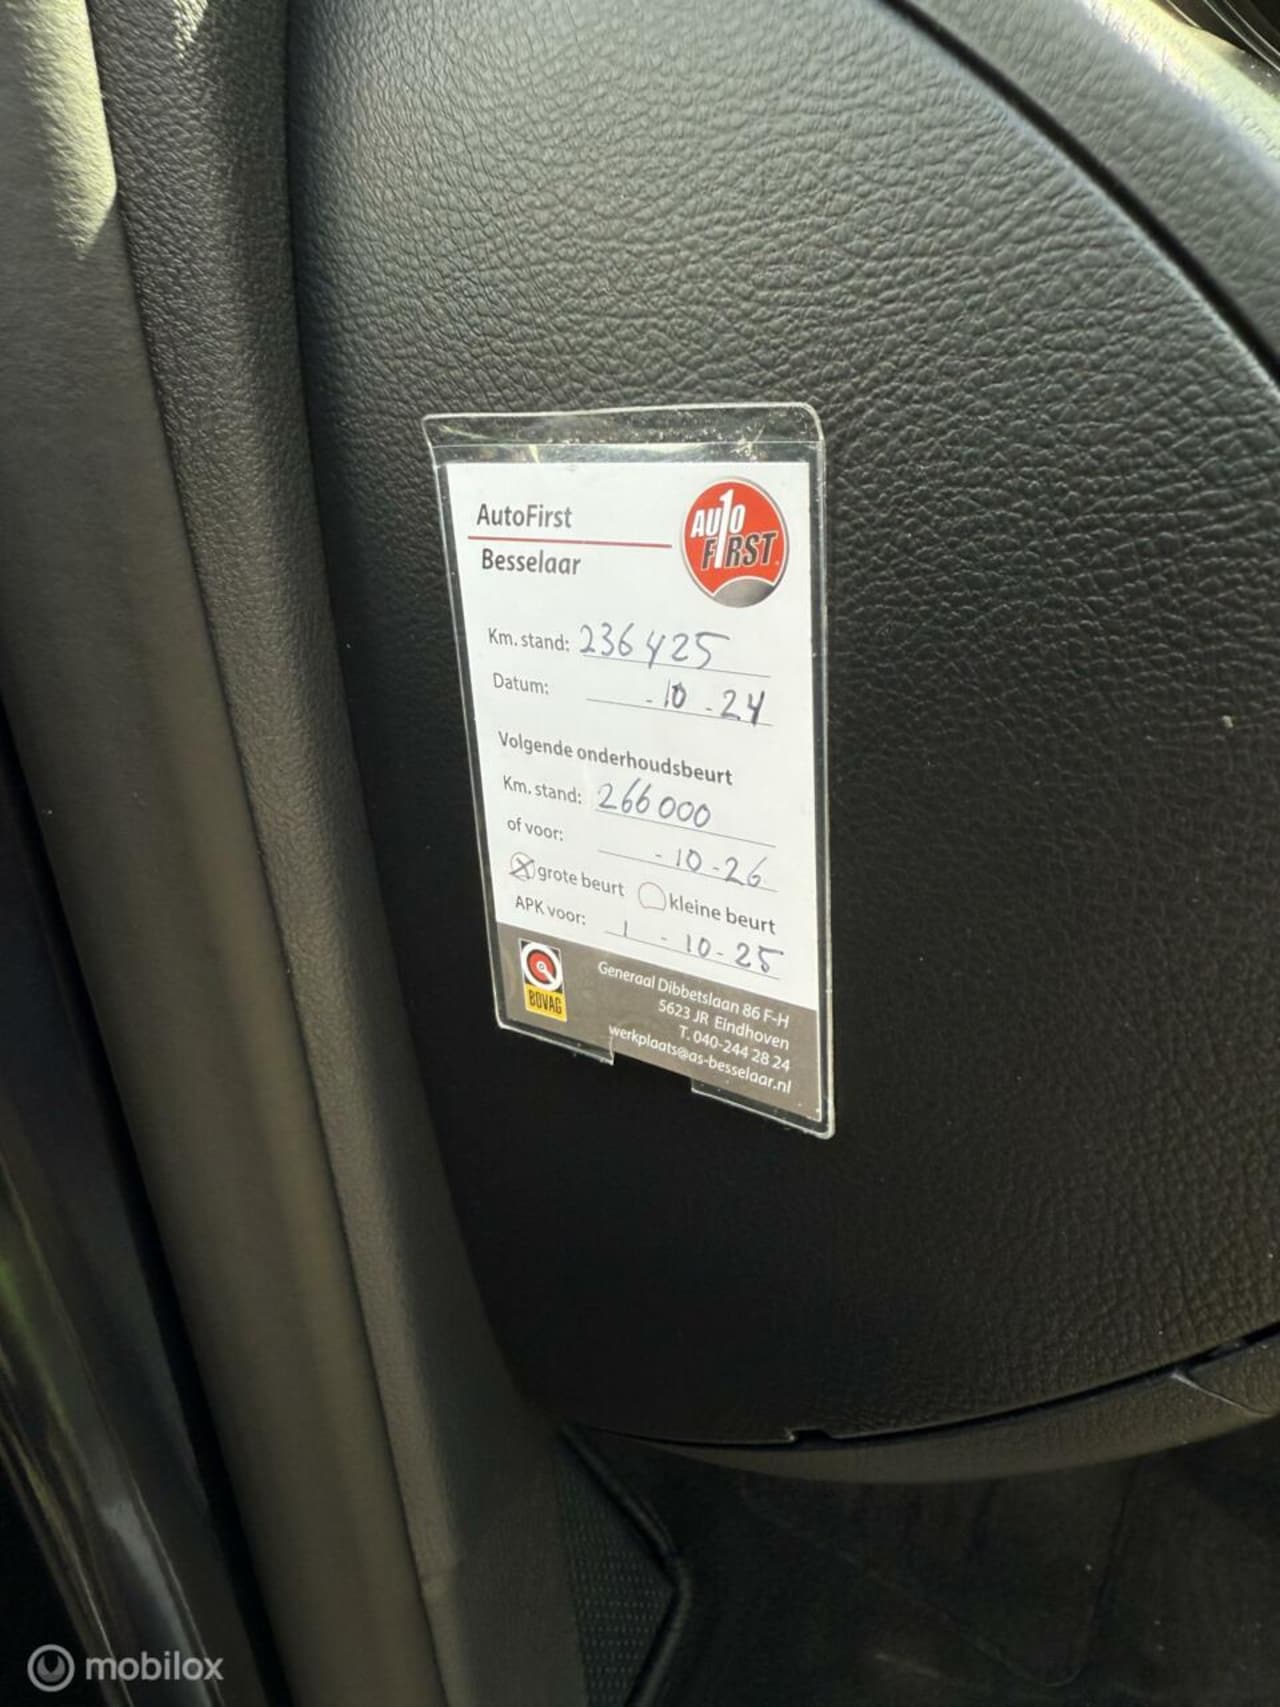 AutoFirst
Besselaar
AUTO
FIRST
Km. stand: 236425
Datum: -10-24
Volgende onderhoudsbeurt
Km. stand: 266000
of voor: -10-26
grote beurt kleine beurt
APK voor: 1-10-25
BOVAG
Generaal Dibbetslaan 86 F-H
5623 JR Eindhoven
T. 040-244 28 24
werkplaats@as-besselaar.nl
mobilox